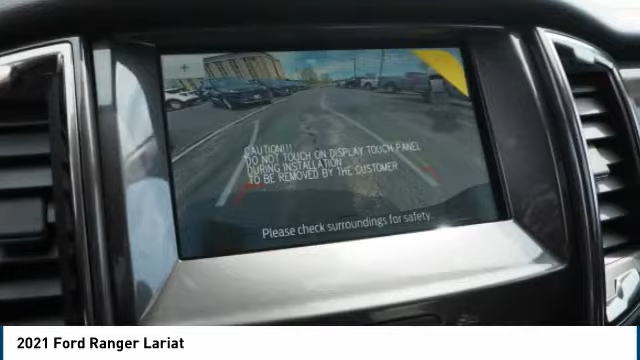 CAUTION!!!
DO NOT TOUCH ON DISPLAY TOUCH PANEL
DURING INSTALLATION
TO BE REMOVED BY THE CUSTOMER
Please check surroundings for safety.
2021 Ford Ranger Lariat